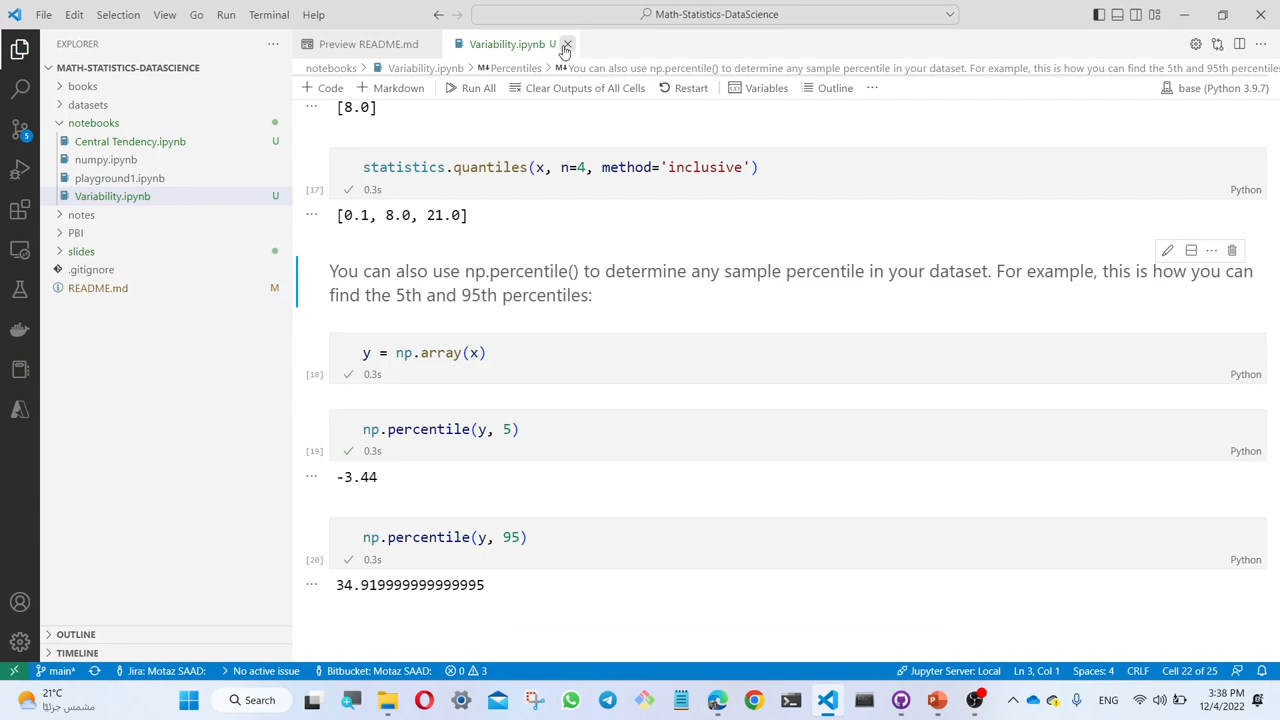 File Edit Selection View Go Run Terminal Help
Math-Statistics-DataScience
EXPLORER
MATH-STATISTICS-DATASCIENCE
books
datasets
notebooks
Central Tendency.ipynb U
numpy.ipynb
playground1.ipynb
Variability.ipynb U
notes
PBI
slides
.gitignore
README.md M
OUTLINE
TIMELINE
Preview README.md
Variability.ipynb U
notebooks > Variability.ipynb > M↓Percentiles > M↓You can also use np.percentile() to determine any sample percentile in your dataset. For example, this is how you can find the 5th and 95th percentiles
+ Code + Markdown Run All Clear Outputs of All Cells Restart Variables Outline ... base (Python 3.9.7)
... [8.0]
statistics.quantiles(x, n=4, method='inclusive')
[17] 0.3s Python
... [0.1, 8.0, 21.0]
You can also use np.percentile() to determine any sample percentile in your dataset. For example, this is how you can
find the 5th and 95th percentiles:
y = np.array(x)
[18] 0.3s Python
np.percentile(y, 5)
[19] 0.3s Python
... -3.44
np.percentile(y, 95)
[20] 0.3s Python
... 34.919999999999995
5
main* Jira: Motaz SAAD: No active issue Bitbucket: Motaz SAAD: 0 3 Jupyter Server: Local Ln 3, Col 1 Spaces: 4 CRLF Cell 22 of 25
21°C
مشمس جزئيًا
Search
ENG
3:38 PM
12/4/2022